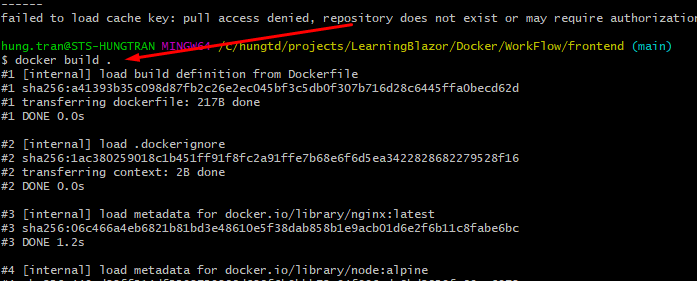 ------
failed to load cache key: pull access denied, repository does not exist or may require authorization
hung.tran@STS-HUNGTRAN MINGW64 /c/hungtd/projects/LearningBlazor/Docker/WorkFlow/frontend (main)
$ docker build .
#1 [internal] load build definition from Dockerfile
#1 sha256:a41393b35c098d87fb2c26e2ec045bf3c5db0f307b716d28c6445ffa0becd62d
#1 transferring dockerfile: 217B done
#1 DONE 0.0s
#2 [internal] load .dockerignore
#2 sha256:1ac380259018c1b451ff91f8fc2a91ffe7b68e6f6d5ea3422828682279528f16
#2 transferring context: 2B done
#2 DONE 0.0s
#3 [internal] load metadata for docker.io/library/nginx:latest
#3 sha256:06c466a4eb6821b81bd3e48610e5f38dab858b1e9acb01d6e2f6b11c8fabe6bc
#3 DONE 1.2s
#4 [internal] load metadata for docker.io/library/node:alpine